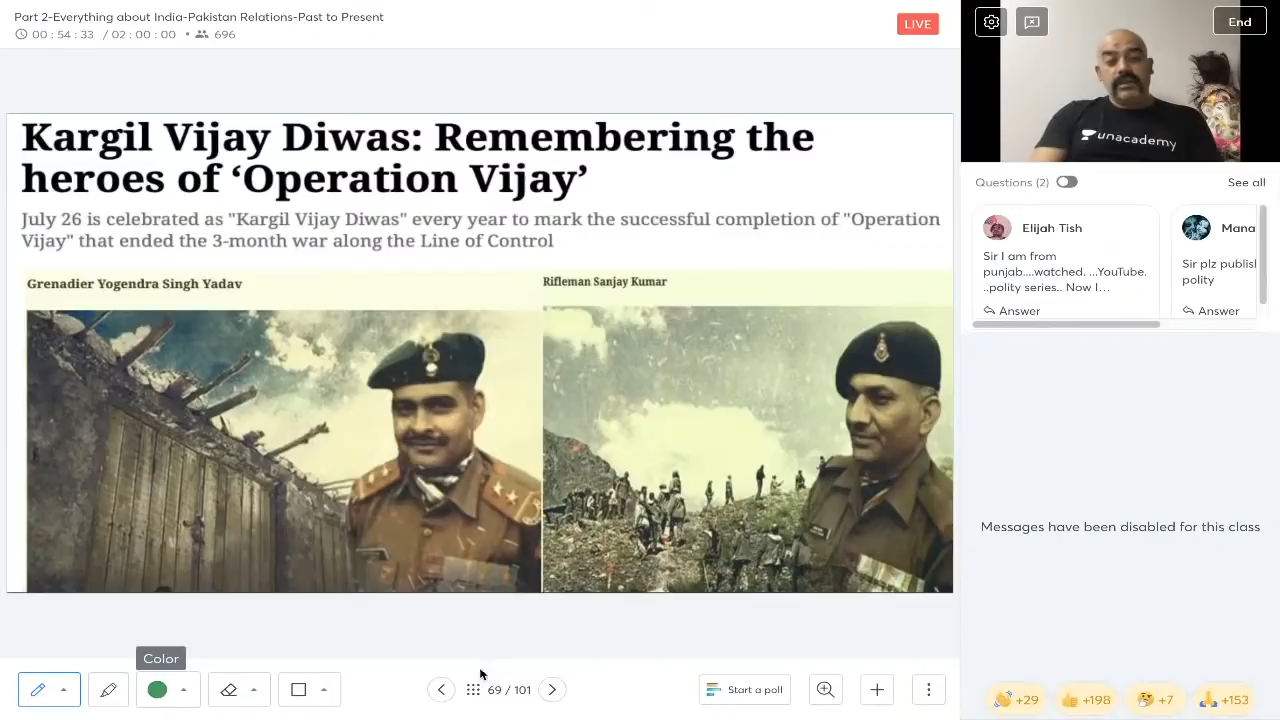 Part 2-Everything about India-Pakistan Relations-Past to Present
00 : 54 : 33 / 02 : 00 : 00
LIVE
End
Kargil Vijay Diwas: Remembering the
heroes of ‘Operation Vijay’
July 26 is celebrated as "Kargil Vijay Diwas" every year to mark the successful completion of "Operation
Vijay" that ended the 3-month war along the Line of Control
Grenadier Yogendra Singh Yadav
Rifleman Sanjay Kumar
unacademy
Questions (2)
See all
Elijah Tish
Sir I am from
punjab....watched. ...YouTube.
..polity series.. Now I...
Answer
Mana
Sir plz publisl
polity
Answer
Messages have been disabled for this class
Color
69 / 101
Start a poll
+29
+198
+7
+153